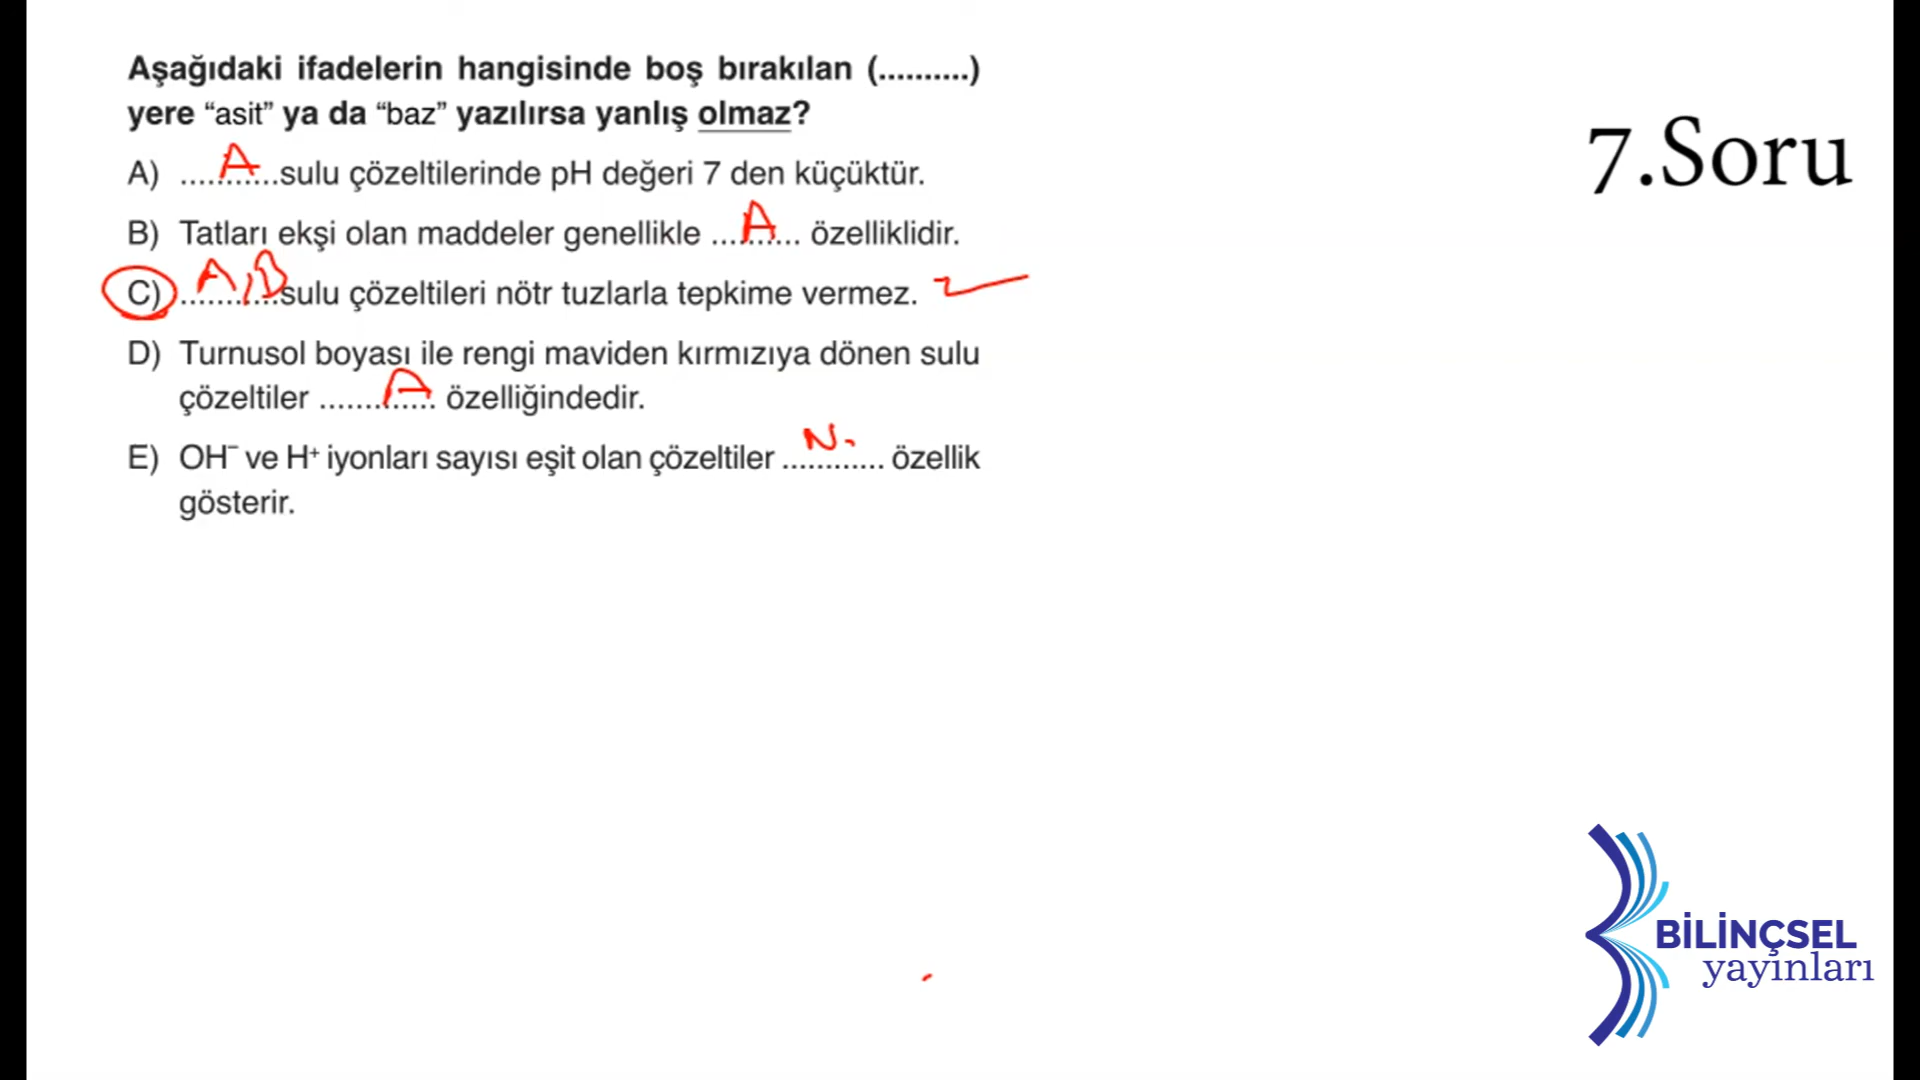 Aşağıdaki ifadelerin hangisinde boş bırakılan (..........)
yere “asit” ya da “baz” yazılırsa yanlış olmaz?
A) ....A....sulu çözeltilerinde pH değeri 7 den küçüktür.
B) Tatları ekşi olan maddeler genellikle ....A.... özelliklidir.
C) ....A/B....sulu çözeltileri nötr tuzlarla tepkime vermez.
D) Turnusol boyası ile rengi maviden kırmızıya dönen sulu
çözeltiler ......A...... özelliğindedir.
E) OH⁻ ve H⁺ iyonları sayısı eşit olan çözeltiler ....N.... özellik
gösterir.
7.Soru
BİLİNÇSEL
yayınları